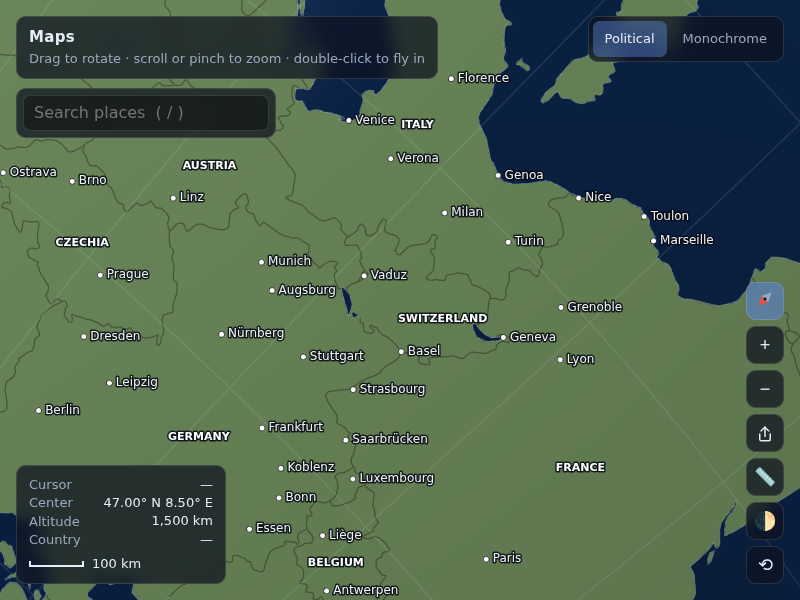 Maps
Drag to rotate · scroll or pinch to zoom · double-click to fly in
Political
Monochrome
Search places ( / )
Florence
Venice
ITALY
Verona
AUSTRIA
Ostrava
Brno
Linz
Genoa
Nice
Milan
Toulon
Turin
Marseille
CZECHIA
Prague
Munich
Vaduz
Augsburg
Grenoble
SWITZERLAND
Dresden
Nürnberg
Geneva
+
Stuttgart
Basel
Lyon
Leipzig
Strasbourg
−
Berlin
Frankfurt
GERMANY
Saarbrücken
Koblenz
FRANCE
Luxembourg
Bonn
Cursor —
Center 47.00° N 8.50° E
Altitude 1,500 km
Country —
100 km
Essen
Liège
Paris
BELGIUM
Antwerpen